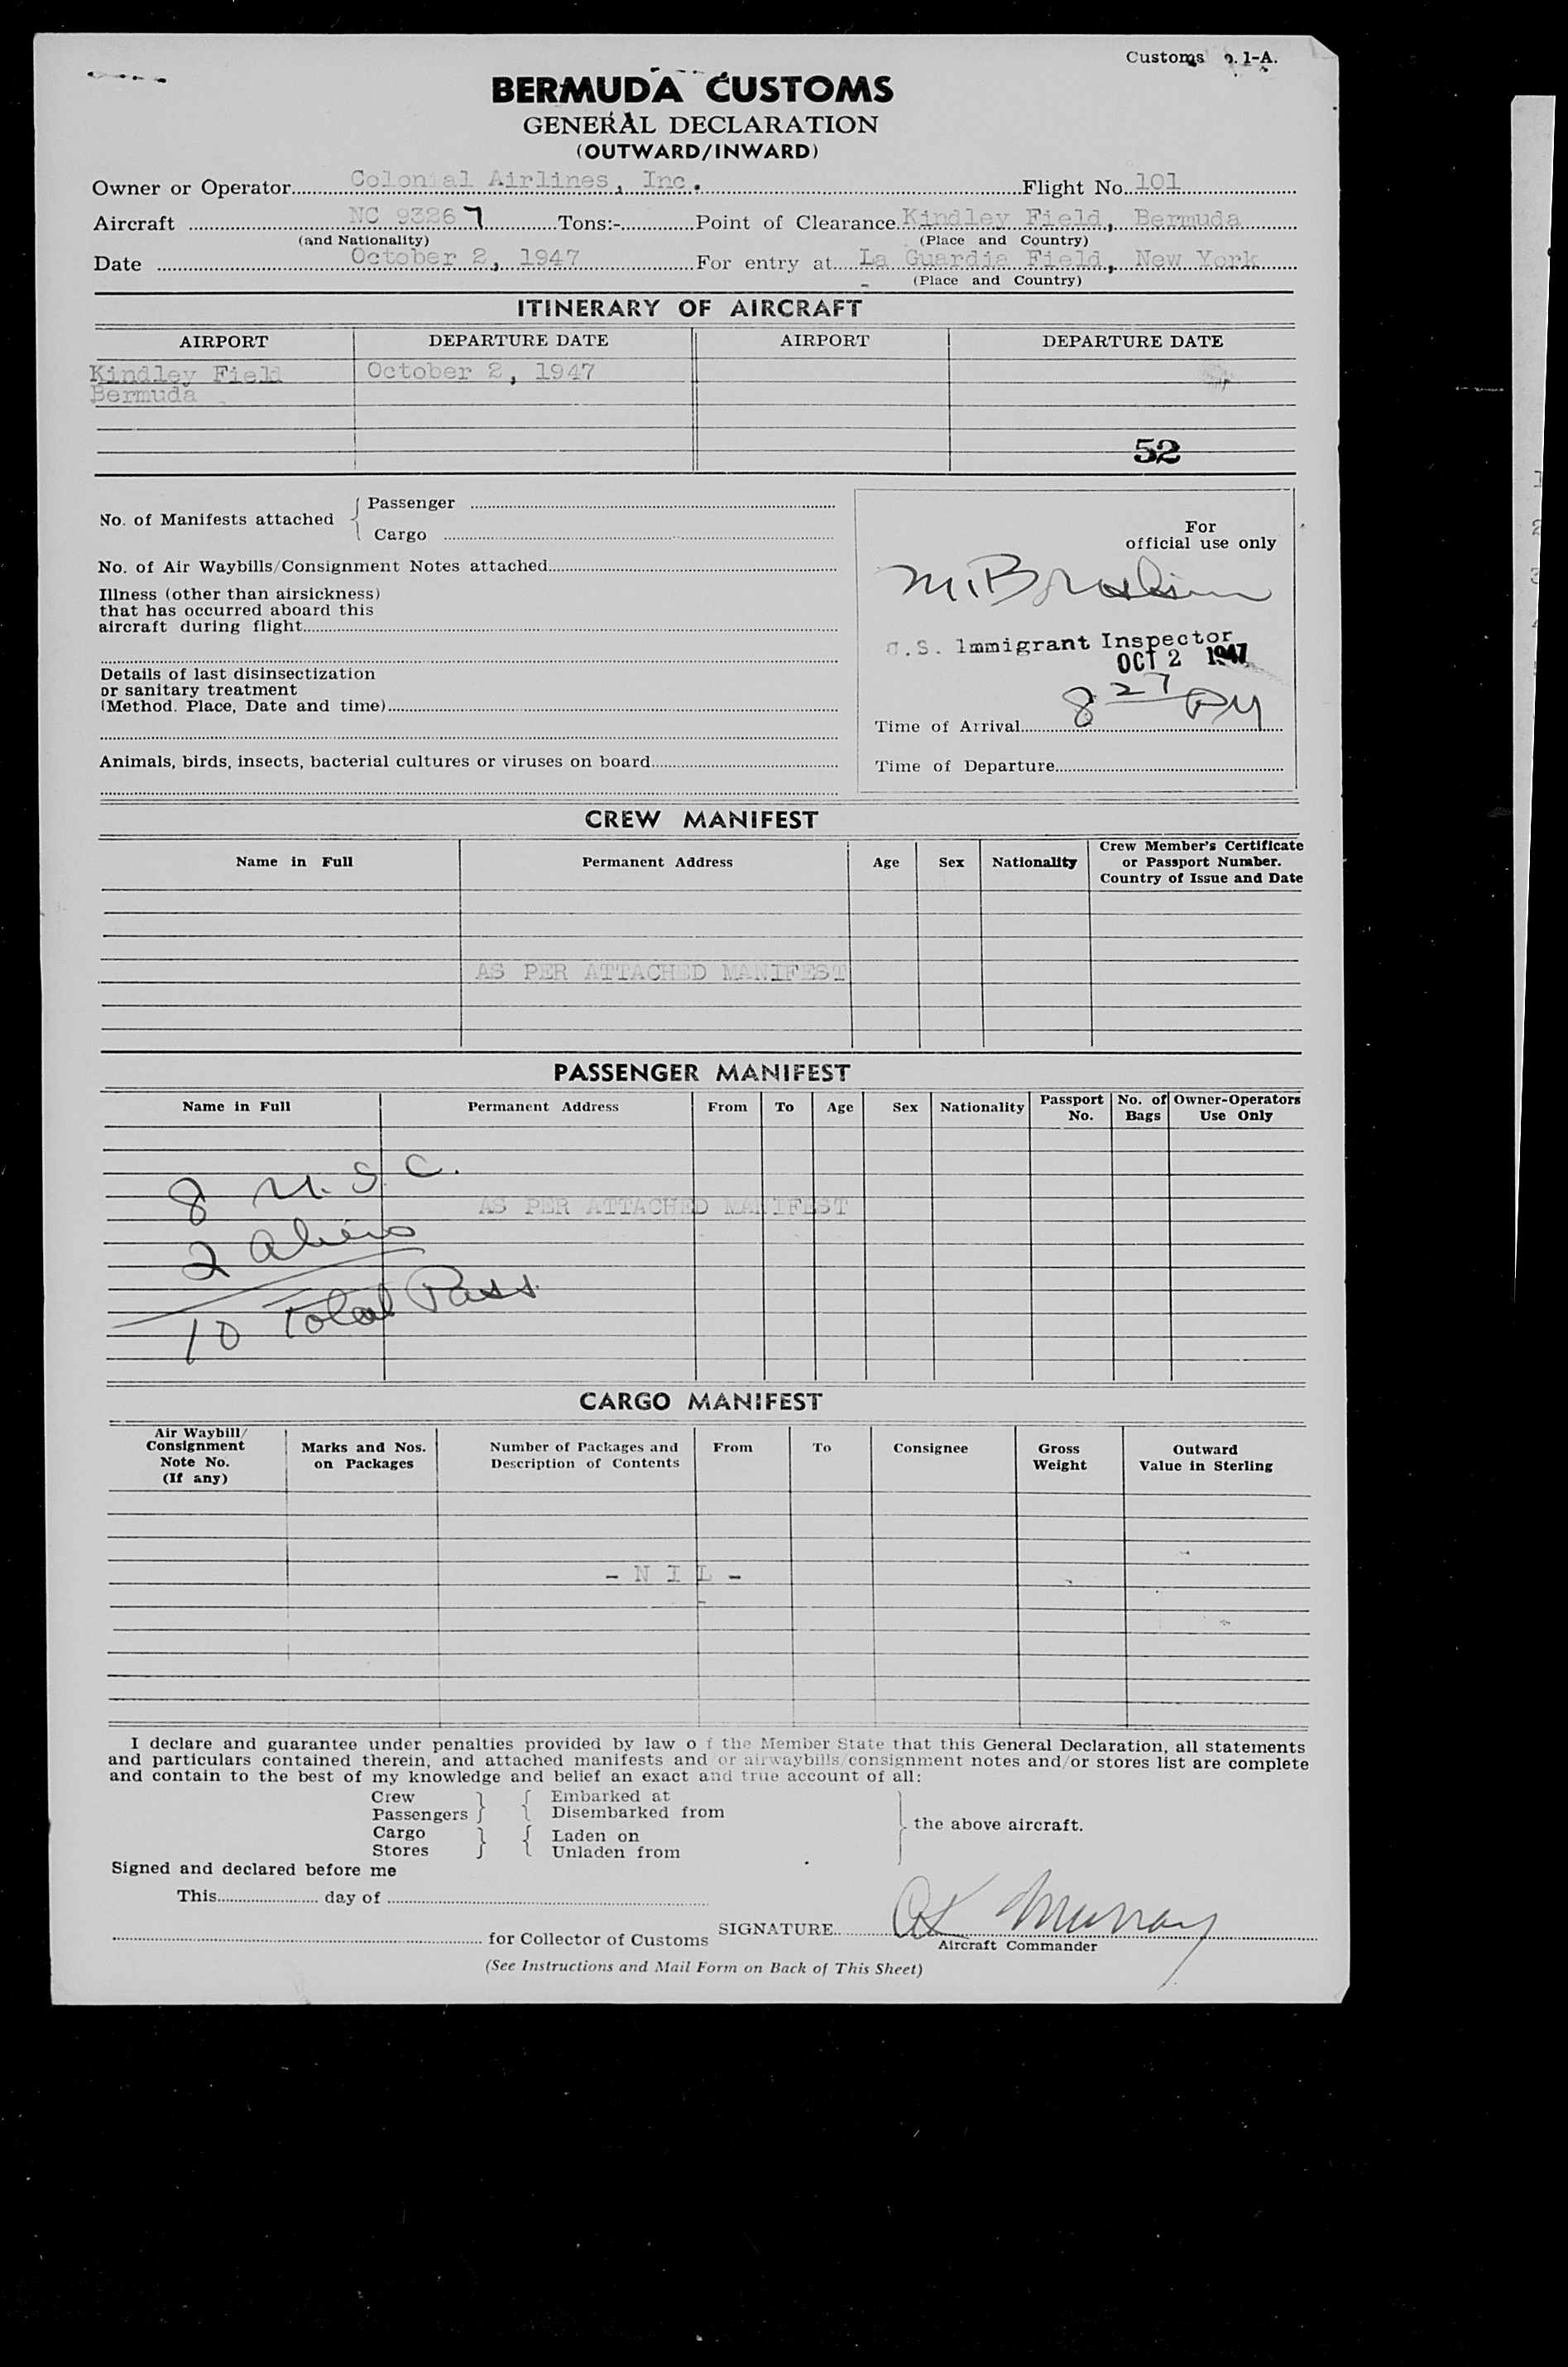 Customs
1-A.
BERMUDA CUSTOMS
GENERAL DECLARATION
(OUTWARD/INWARD)
Owner or Operator Colonial Airlines, Inc. Flight No. 101
Aircraft NC 93267 Tons:- Point of Clearance Kindley Field, Bermuda
(and Nationality) (Place and Country)
Date October 2, 1947 For entry at La Guardia Field, New York
(Place and Country)
ITINERARY OF AIRCRAFT
AIRPORT DEPARTURE DATE AIRPORT DEPARTURE DATE
Kindley Field October 2, 1947
Bermuda
52
No. of Manifests attached
Passenger
Cargo
No. of Air Waybills/Consignment Notes attached
Illness (other than airsickness)
that has occurred aboard this
aircraft during flight
Details of last disinsectization
or sanitary treatment
(Method. Place, Date and time)
Animals, birds, insects, bacterial cultures or viruses on board
For
official use only
U.S. Immigrant Inspector
OCT 2 1947
8 27 PM
Time of Arrival
Time of Departure
CREW MANIFEST
Name in Full Permanent Address Age Sex Nationality Crew Member's Certificate
or Passport Number.
Country of Issue and Date
AS PER ATTACHED MANIFEST
PASSENGER MANIFEST
Name in Full Permanent Address From To Age Sex Nationality Passport No. No. of Bags Owner-Operators Use Only
8 U.S.C.
AS PER ATTACHED MANIFEST
2 Aliens
10 Total Pass.
CARGO MANIFEST
Air Waybill/
Consignment
Note No.
(If any)
Marks and Nos.
on Packages
Number of Packages and
Description of Contents
From
To
Consignee
Gross
Weight
Outward
Value in Sterling
- N I L -
I declare and guarantee under penalties provided by law o f the Member State that this General Declaration, all statements
and particulars contained therein, and attached manifests and or airwaybills/consignment notes and/or stores list are complete
and contain to the best of my knowledge and belief an exact and true account of all:
Crew Embarked at
Passengers Disembarked from
Cargo Laden on
Stores Unladen from
the above aircraft.
Signed and declared before me
This day of
for Collector of Customs SIGNATURE Murray
Aircraft Commander
(See Instructions and Mail Form on Back of This Sheet)